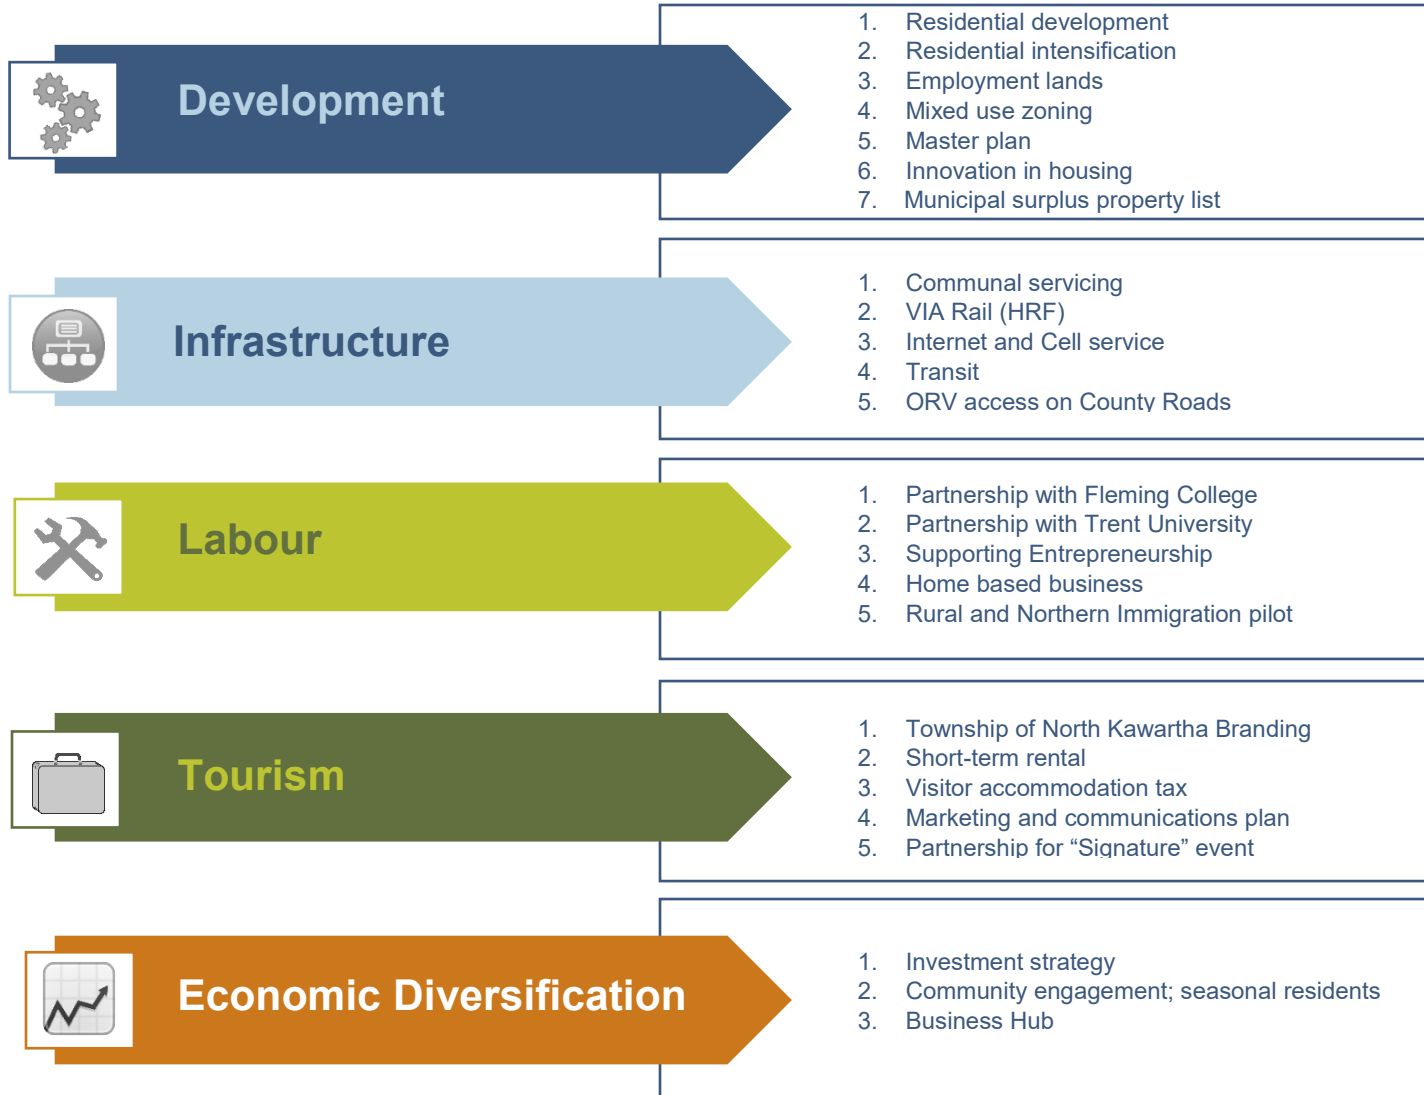 Development
1. Residential development
2. Residential intensification
3. Employment lands
4. Mixed use zoning
5. Master plan
6. Innovation in housing
7. Municipal surplus property list
Infrastructure
1. Communal servicing
2. VIA Rail (HRF)
3. Internet and Cell service
4. Transit
5. ORV access on County Roads
Labour
1. Partnership with Fleming College
2. Partnership with Trent University
3. Supporting Entrepreneurship
4. Home based business
5. Rural and Northern Immigration pilot
Tourism
1. Township of North Kawartha Branding
2. Short-term rental
3. Visitor accommodation tax
4. Marketing and communications plan
5. Partnership for “Signature” event
Economic Diversification
1. Investment strategy
2. Community engagement; seasonal residents
3. Business Hub